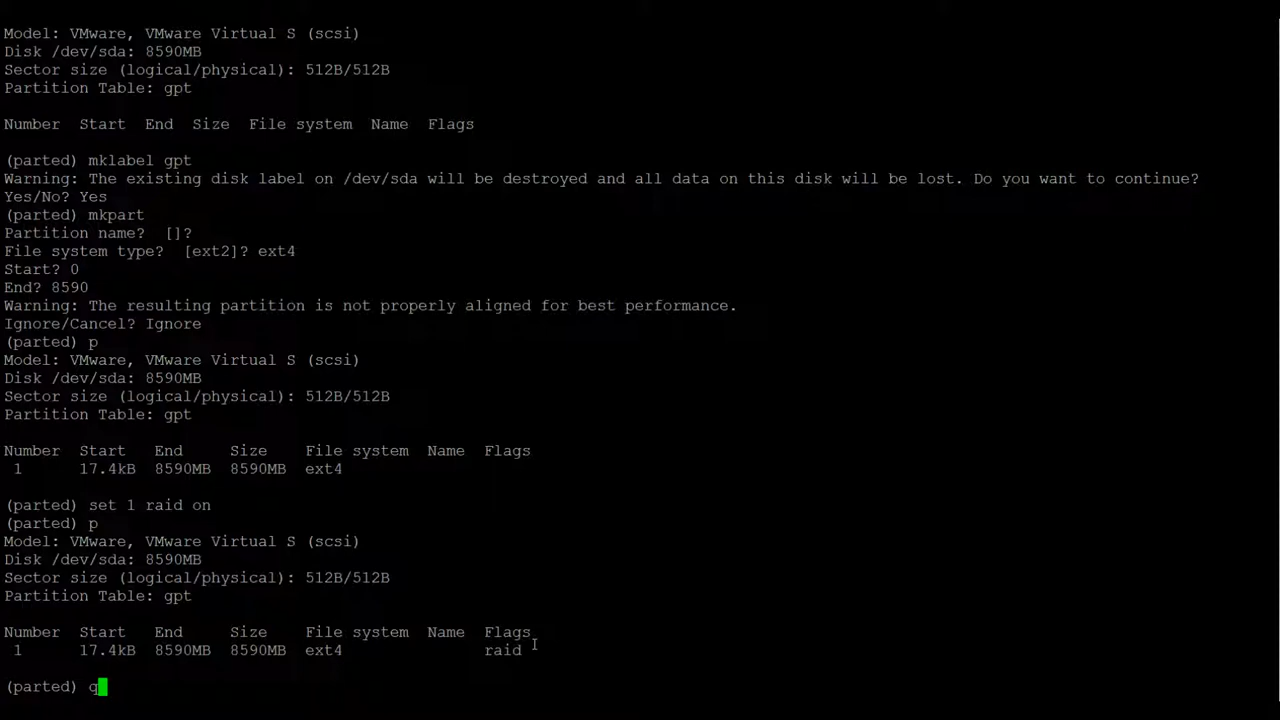 Model: VMware, VMware Virtual S (scsi)
Disk /dev/sda: 8590MB
Sector size (logical/physical): 512B/512B
Partition Table: gpt
Number  Start  End  Size  File system  Name  Flags
(parted) mklabel gpt
Warning: The existing disk label on /dev/sda will be destroyed and all data on this disk will be lost. Do you want to continue?
Yes/No? Yes
(parted) mkpart
Partition name?  []?
File system type?  [ext2]? ext4
Start? 0
End? 8590
Warning: The resulting partition is not properly aligned for best performance.
Ignore/Cancel? Ignore
(parted) p
Model: VMware, VMware Virtual S (scsi)
Disk /dev/sda: 8590MB
Sector size (logical/physical): 512B/512B
Partition Table: gpt
Number  Start   End     Size    File system  Name  Flags
1      17.4kB  8590MB  8590MB  ext4
(parted) set 1 raid on
(parted) p
Model: VMware, VMware Virtual S (scsi)
Disk /dev/sda: 8590MB
Sector size (logical/physical): 512B/512B
Partition Table: gpt
Number  Start   End     Size    File system  Name  Flags
1      17.4kB  8590MB  8590MB  ext4               raid
(parted) q